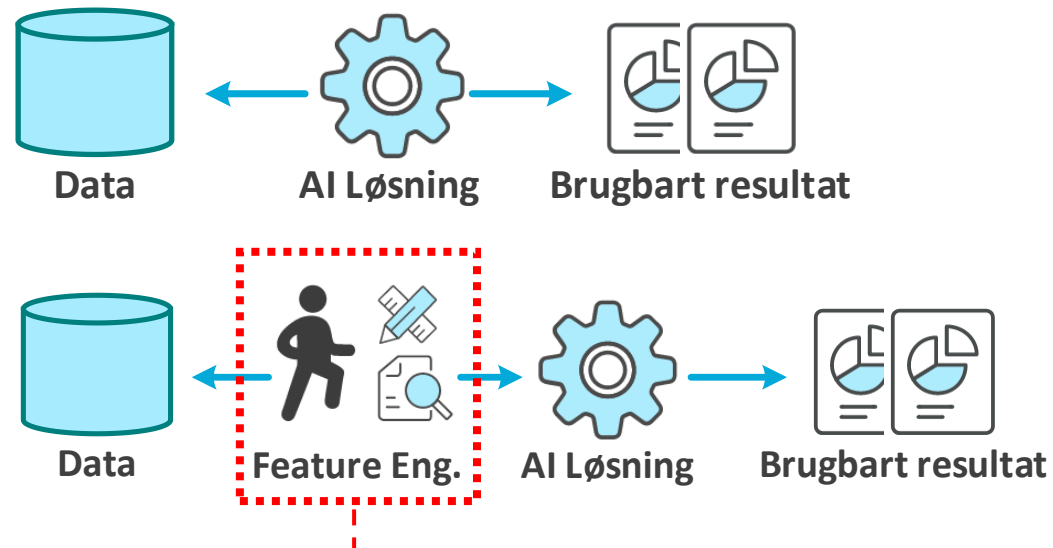 Data
AI Løsning
Brugbart resultat
Data
Feature Eng.
AI Løsning
Brugbart resultat